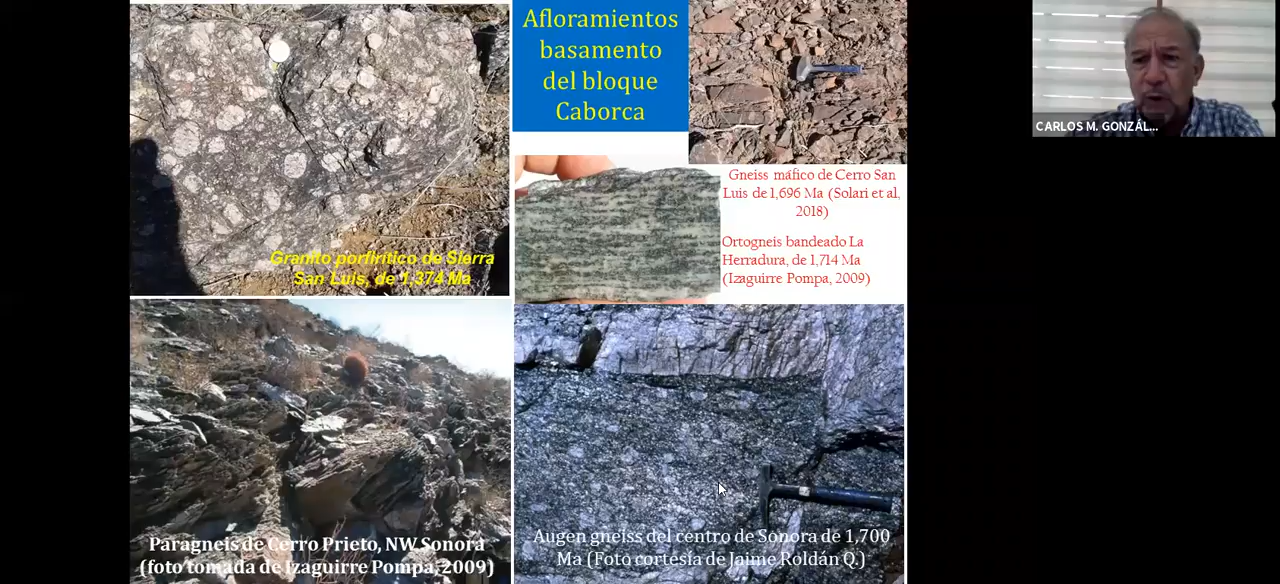 Afloramientos
basamento
del bloque
Caborca
CARLOS M. GONZÁL...
Gneiss máfico de Cerro San
Luis de 1,696 Ma (Solari et al,
2018)
Ortogneis bandeado La
Herradura, de 1,714 Ma
(Izaguirre Pompa, 2009)
Granito porfirítico de Sierra
San Luis, de 1,374 Ma
Paragneis de Cerro Prieto, NW Sonora
(foto tomada de Izaguirre Pompa, 2009)
Augen gneiss del centro de Sonora de 1,700
Ma (Foto cortesía de Jaime Roldán Q.)